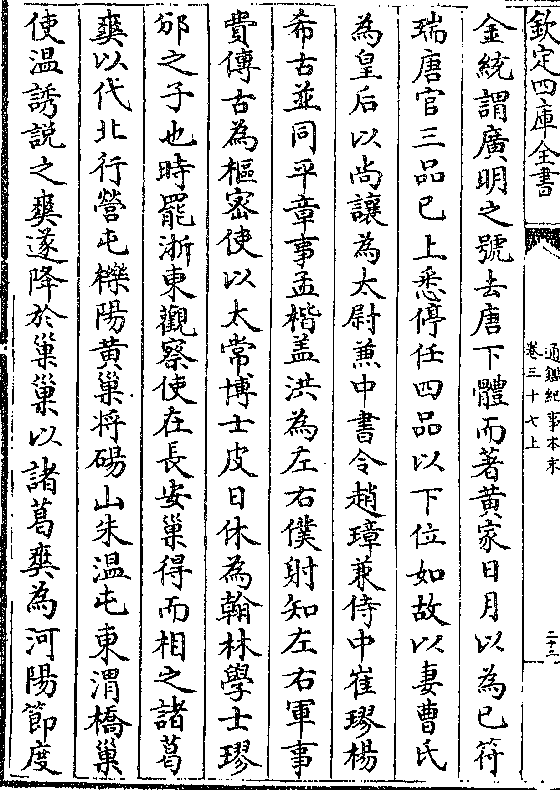 欽定四庫全書
通鑑紀事本末
卷三十七上
二十三
金統謂廣明之號去唐下體而著黃家日月以為已符
瑞唐官三品已上悉停任四品以下位如故以妻曹氏
為皇后以尚讓為太尉兼中書令趙璋兼侍中崔璆楊
希古並同平章事孟楷盖洪為左右僕射知左右軍事
費傳古為樞宻使以太常博士皮日休為翰林學士璆
邠之子也時罷浙東觀察使在長安巢得而相之諸葛
爽以代北行營屯櫟陽黃巢将碭山朱温屯東渭橋巢
使温誘説之爽遂降於巢巢以諸葛爽為河陽節度